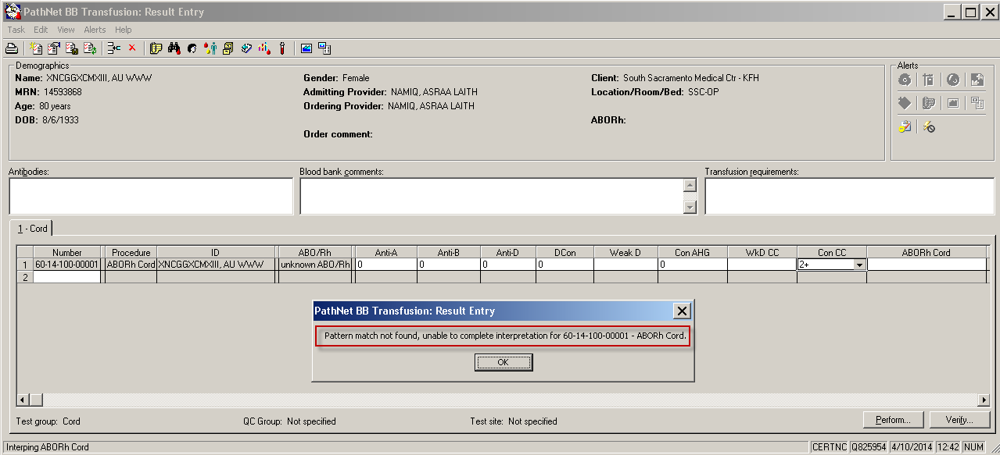 PathNet BB Transfusion: Result Entry
Task Edit View Alerts Help
Demographics
Name: XNCGGXCMXIII, AU WWW
MRN: 14593868
Age: 80 years
DOB: 8/6/1933
Gender: Female
Admitting Provider: NAMIQ, ASRAA LAITH
Ordering Provider: NAMIQ, ASRAA LAITH
Order comment:
Client: South Sacramento Medical Ctr - KFH
Location/Room/Bed: SSC-OP
ABORh:
Alerts
Antibodies: Blood bank comments: Transfusion requirements:
1 - Cord
Number Procedure ID ABO/Rh Anti-A Anti-B Anti-D DCon Weak D Con AHG WkD CC Con CC ABORh Cord
1 60-14-100-00001 ABORh Cord XNCGGXCMXIII, AU WWW unknown ABO/Rh 0 0 0 0 0 2+
2
PathNet BB Transfusion: Result Entry
Pattern match not found, unable to complete interpretation for 60-14-100-00001 - ABORh Cord.
OK
Test group: Cord QC Group: Not specified Test site: Not specified Perform... Verify...
Interping ABORh Cord CERTNC Q825954 4/10/2014 12:42 NUM